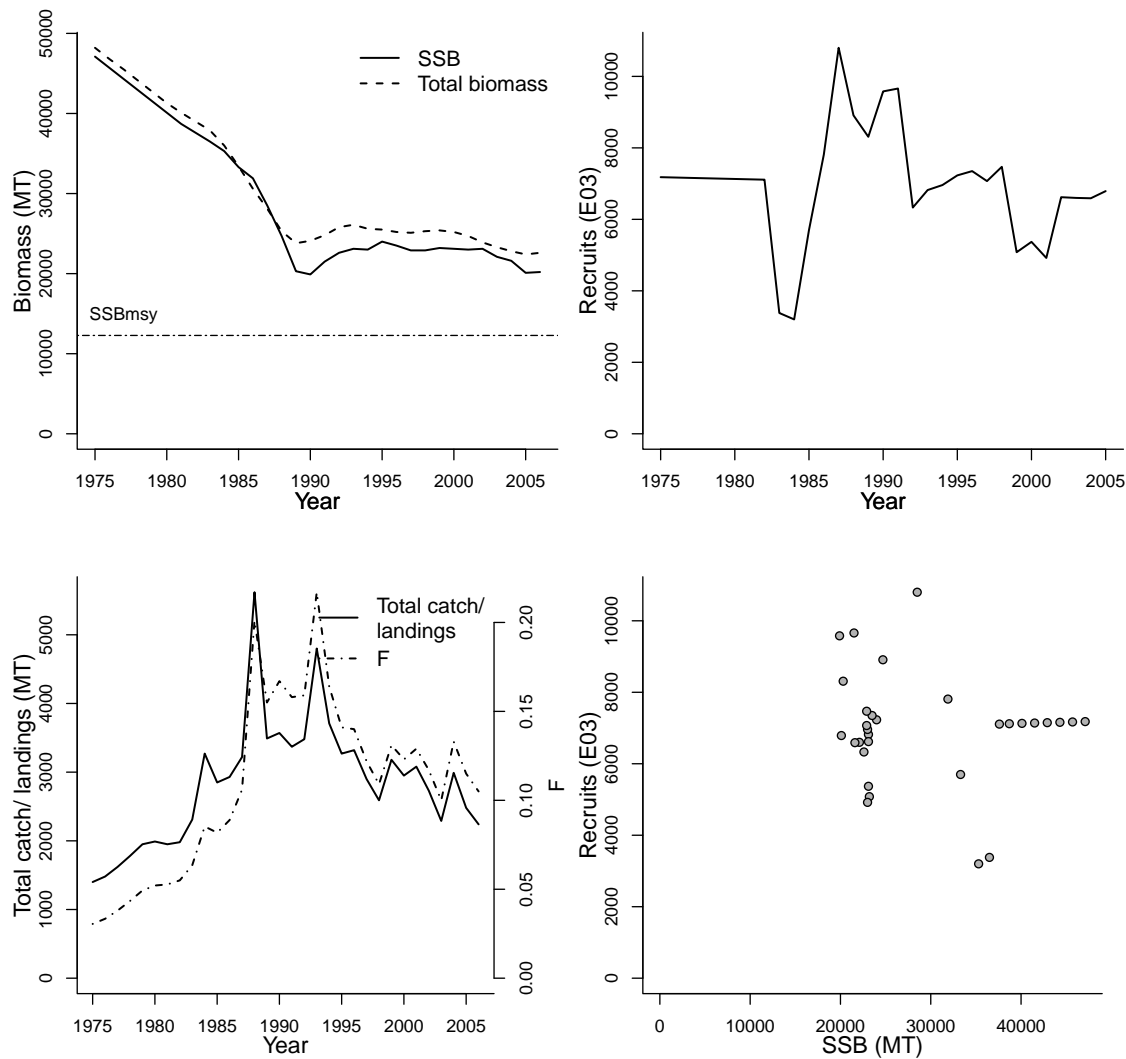 Biomass (MT)
50000
40000
30000
20000
10000
0
SSB
Total biomass
SSBmsy
1975 1980 1985 1990 1995 2000 2005
Year
Recruits (E03)
10000
8000
6000
4000
2000
0
1975 1980 1985 1990 1995 2000 2005
Year
Total catch/ landings (MT)
5000
4000
3000
2000
1000
0
Total catch/
landings
F
0.20
0.15
0.10
0.05
0.00
F
1975 1980 1985 1990 1995 2000 2005
Year
Recruits (E03)
10000
8000
6000
4000
2000
0
0 10000 20000 30000 40000
SSB (MT)